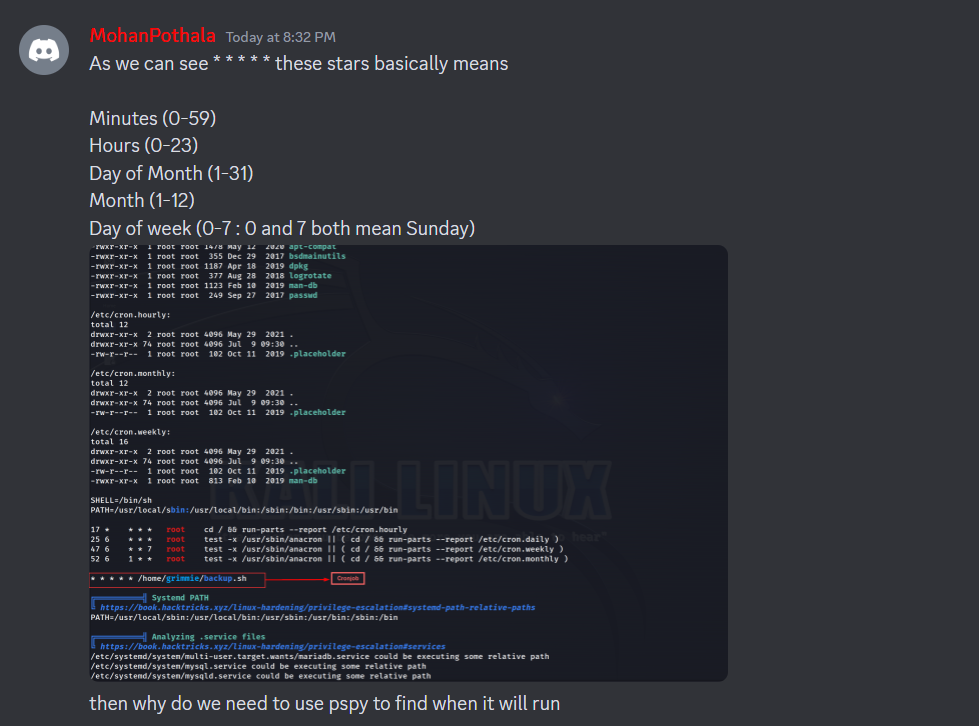 MohanPothala Today at 8:32 PM
As we can see * * * * * these stars basically means
Minutes (0-59)
Hours (0-23)
Day of Month (1-31)
Month (1-12)
Day of week (0-7 : 0 and 7 both mean Sunday)
-rwxr-xr-x 1 root root 1478 May 12 2020 apt-compat
-rwxr-xr-x 1 root root 355 Dec 29 2017 bsdmainutils
-rwxr-xr-x 1 root root 1187 Apr 18 2019 dpkg
-rwxr-xr-x 1 root root 377 Aug 28 2018 logrotate
-rwxr-xr-x 1 root root 1123 Feb 10 2019 man-db
-rwxr-xr-x 1 root root 249 Sep 27 2017 passwd
/etc/cron.hourly:
total 12
drwxr-xr-x 2 root root 4096 May 29 2021 .
drwxr-xr-x 74 root root 4096 Jul 9 09:30 ..
-rw-r--r-- 1 root root 102 Oct 11 2019 .placeholder
/etc/cron.monthly:
total 12
drwxr-xr-x 2 root root 4096 May 29 2021 .
drwxr-xr-x 74 root root 4096 Jul 9 09:30 ..
-rw-r--r-- 1 root root 102 Oct 11 2019 .placeholder
/etc/cron.weekly:
total 16
drwxr-xr-x 2 root root 4096 May 29 2021 .
drwxr-xr-x 74 root root 4096 Jul 9 09:30 ..
-rw-r--r-- 1 root root 102 Oct 11 2019 .placeholder
-rwxr-xr-x 1 root root 813 Feb 10 2019 man-db
KALI LINUX
SHELL=/bin/sh
PATH=/usr/local/sbin:/usr/local/bin:/sbin:/bin:/usr/sbin:/usr/bin
17 * * * * root cd / && run-parts --report /etc/cron.hourly
25 6 * * * root test -x /usr/sbin/anacron || ( cd / && run-parts --report /etc/cron.daily )
47 6 * * 7 root test -x /usr/sbin/anacron || ( cd / && run-parts --report /etc/cron.weekly )
52 6 1 * * root test -x /usr/sbin/anacron || ( cd / && run-parts --report /etc/cron.monthly )
* * * * * /home/grimmie/backup.sh Cronjob
Systemd PATH
https://book.hacktricks.xyz/linux-hardening/privilege-escalation#systemd-path-relative-paths
PATH=/usr/local/sbin:/usr/local/bin:/usr/sbin:/usr/bin:/sbin:/bin
Analyzing .service files
https://book.hacktricks.xyz/linux-hardening/privilege-escalation#services
/etc/systemd/system/multi-user.target.wants/mariadb.service could be executing some relative path
/etc/systemd/system/mysql.service could be executing some relative path
/etc/systemd/system/mysqld.service could be executing some relative path
then why do we need to use pspy to find when it will run